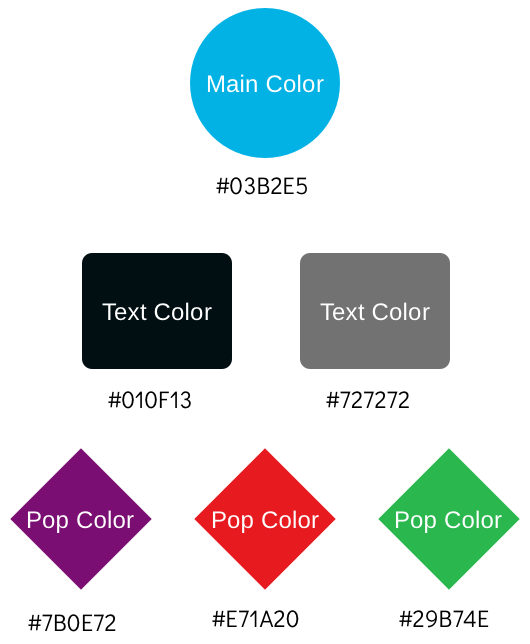 Main Color
#03B2E5
Text Color
Text Color
#010F13
#727272
Pop Color
Pop Color
Pop Color
#7B0E72
#E71A20
#29B74E